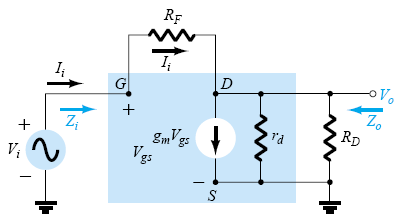 R_F
I_i
I_i
G
D
V_o
Z_i
+
Z_o
+
V_i
g_m V_gs
r_d
R_D
V_gs
−
−
S